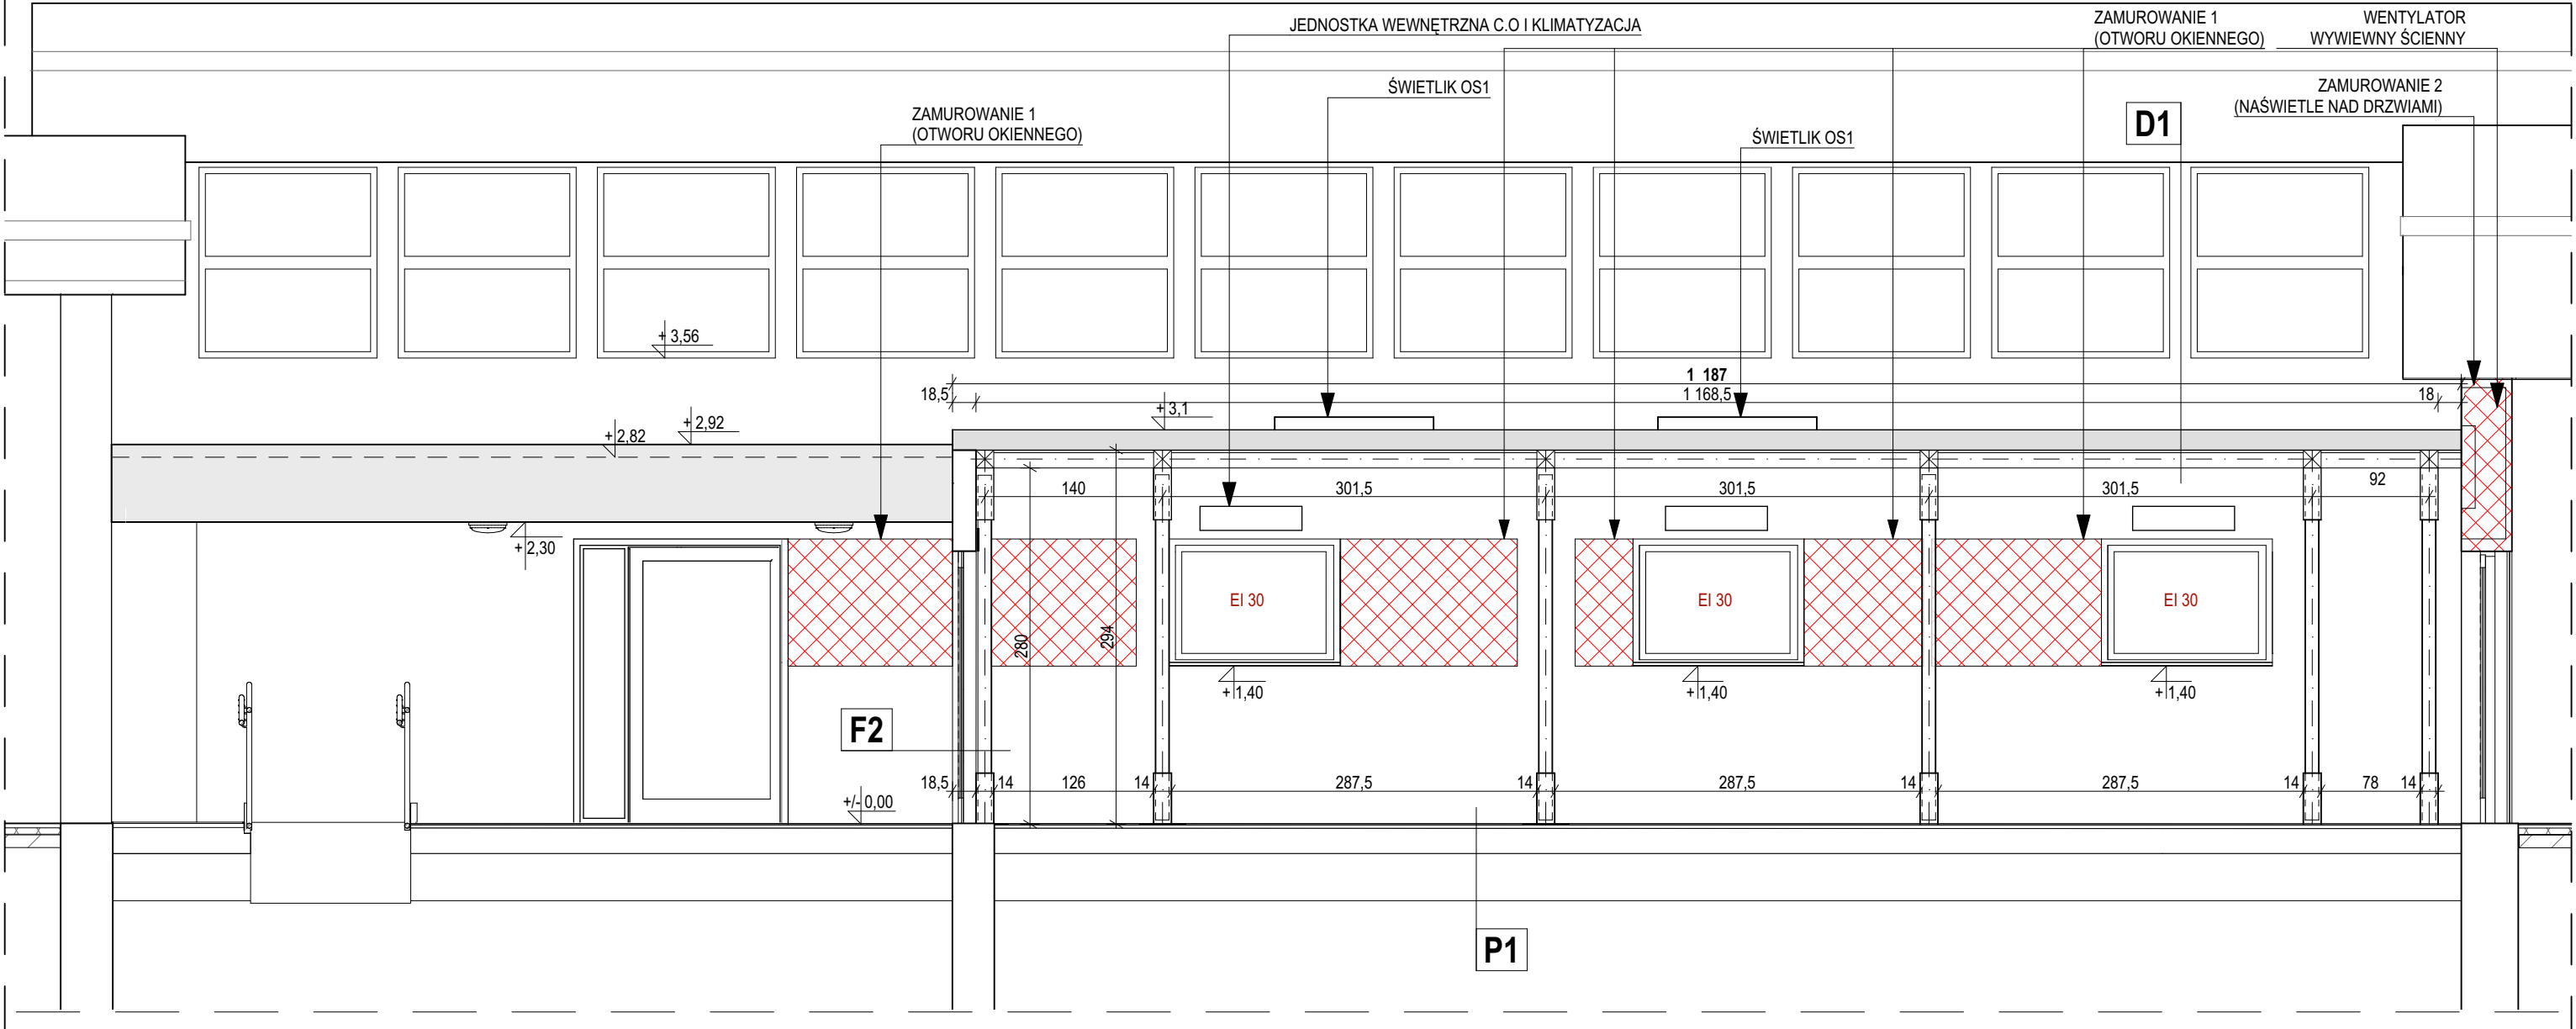 JEDNOSTKA WEWNĘTRZNA C.O I KLIMATYZACJA
ZAMUROWANIE 1
(OTWORU OKIENNEGO)
WENTYLATOR
WYWIEWNY ŚCIENNY
ŚWIETLIK OS1
ZAMUROWANIE 2
(NAŚWIETLE NAD DRZWIAMI)
ZAMUROWANIE 1
(OTWORU OKIENNEGO)
D1
ŚWIETLIK OS1
+ 3,56
1 187
18,5
1 168,5
18
+ 3,1
+ 2,92
+ 2,82
140
301,5
301,5
301,5
92
+ 2,30
EI 30
EI 30
EI 30
280
294
+1,40
+1,40
+1,40
F2
18,5
14
126
14
287,5
14
287,5
14
287,5
14
78
14
+/- 0,00
P1